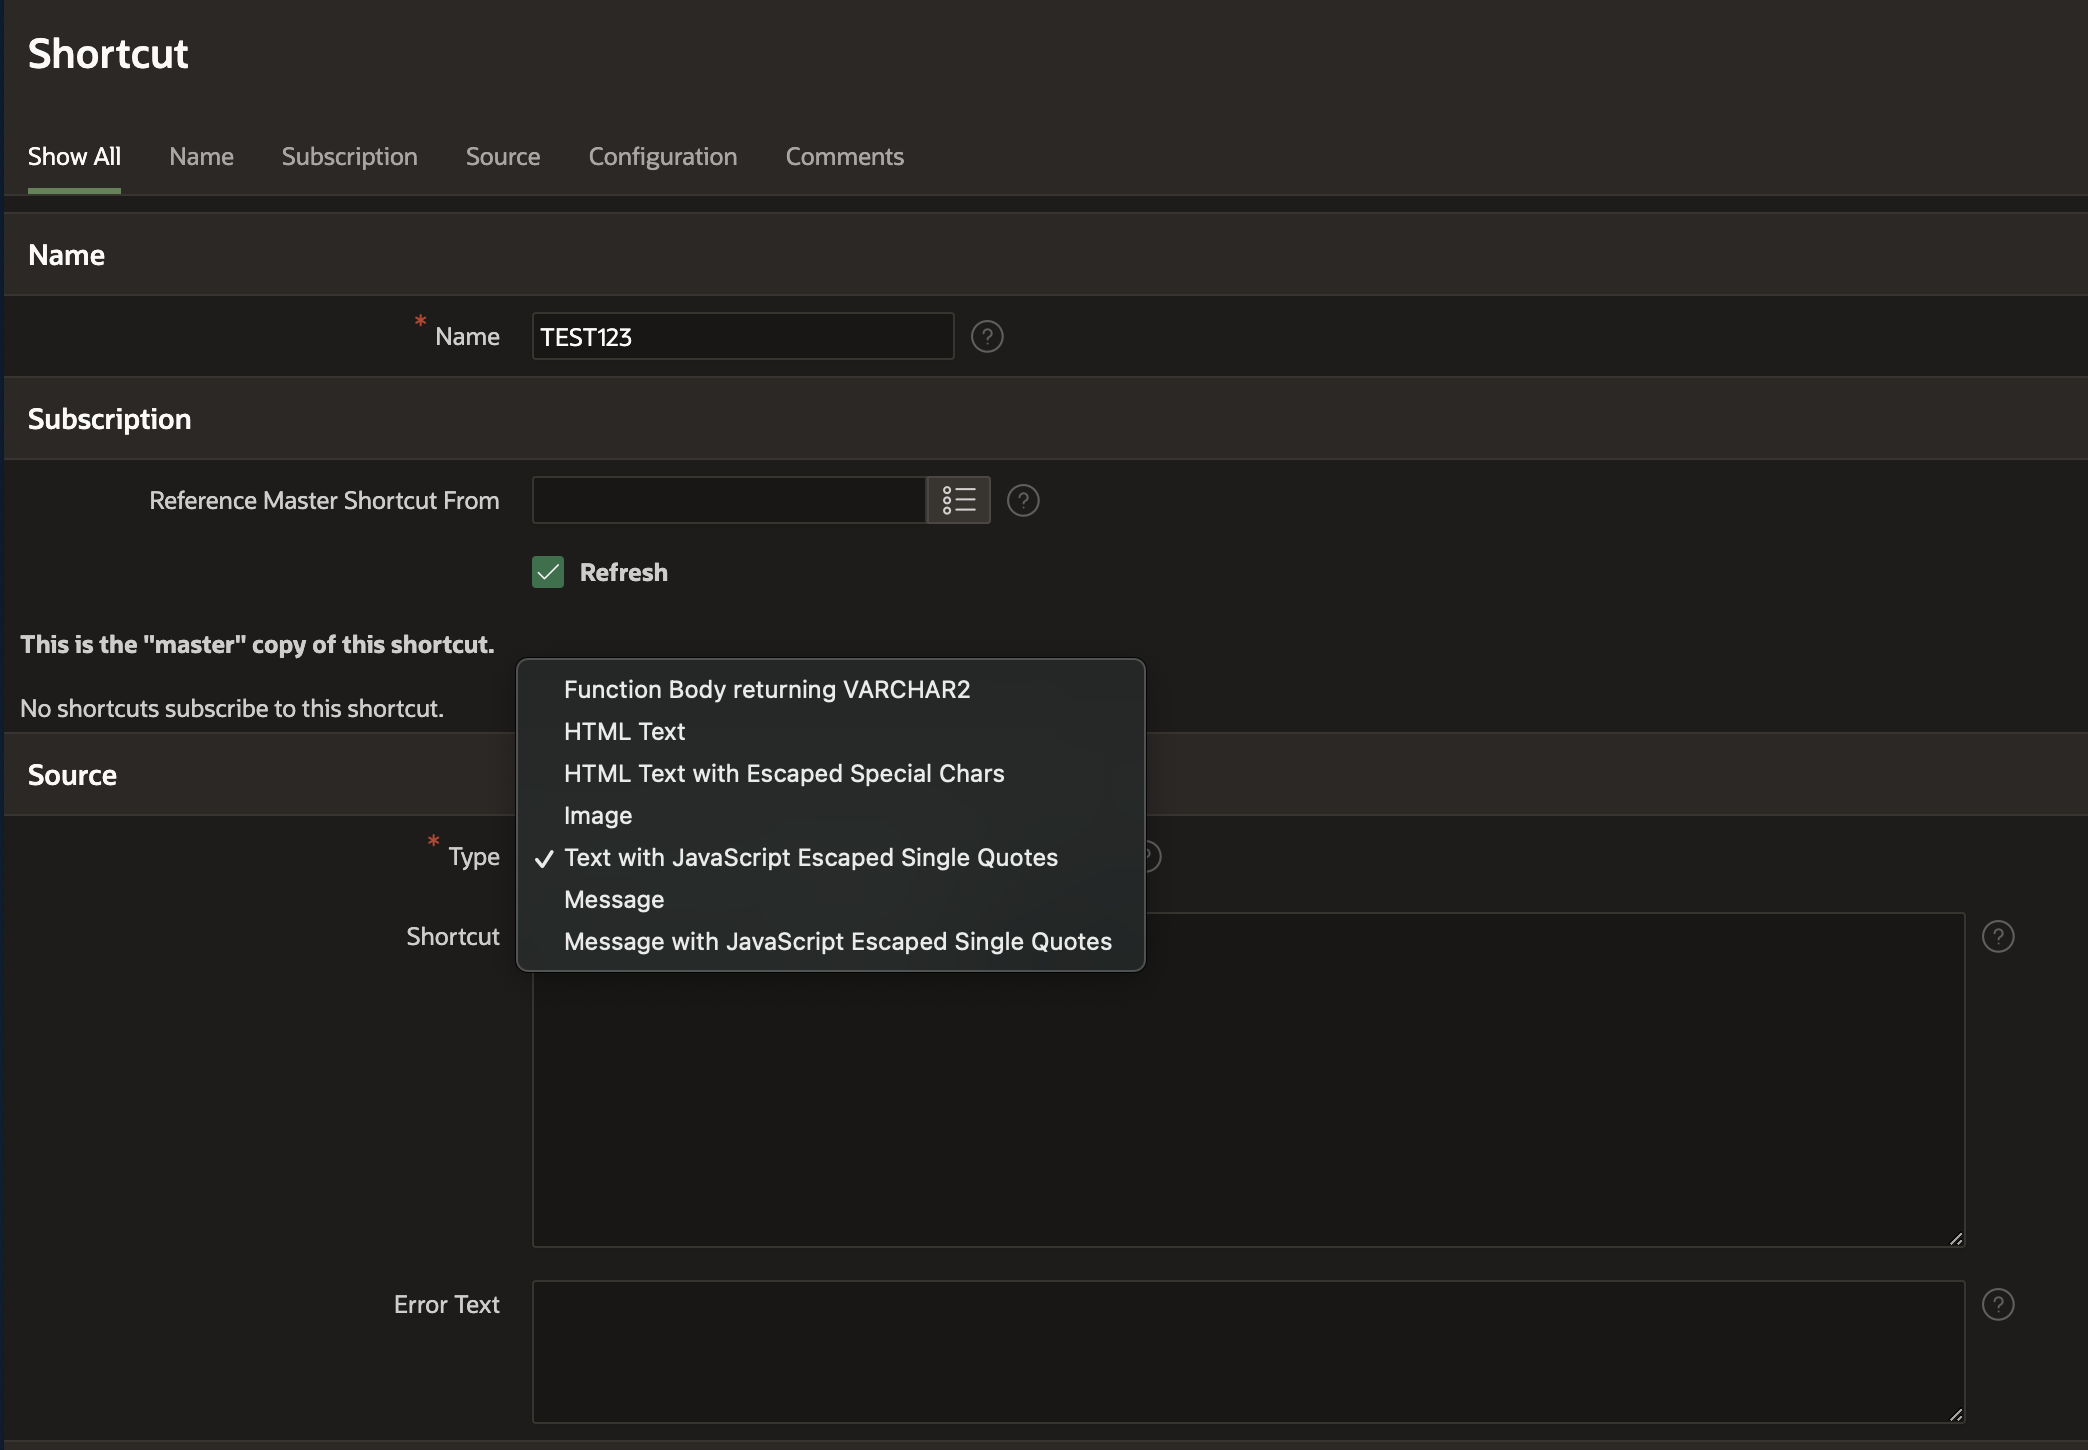 Shortcut
Show All Name Subscription Source Configuration Comments
Name
* Name TEST123 ?
Subscription
Reference Master Shortcut From ?
Refresh
This is the "master" copy of this shortcut.
No shortcuts subscribe to this shortcut.
Function Body returning VARCHAR2
HTML Text
Source
HTML Text with Escaped Special Chars
Image
* Type ✓ Text with JavaScript Escaped Single Quotes ?
Message
Shortcut ?
Message with JavaScript Escaped Single Quotes
Error Text ?